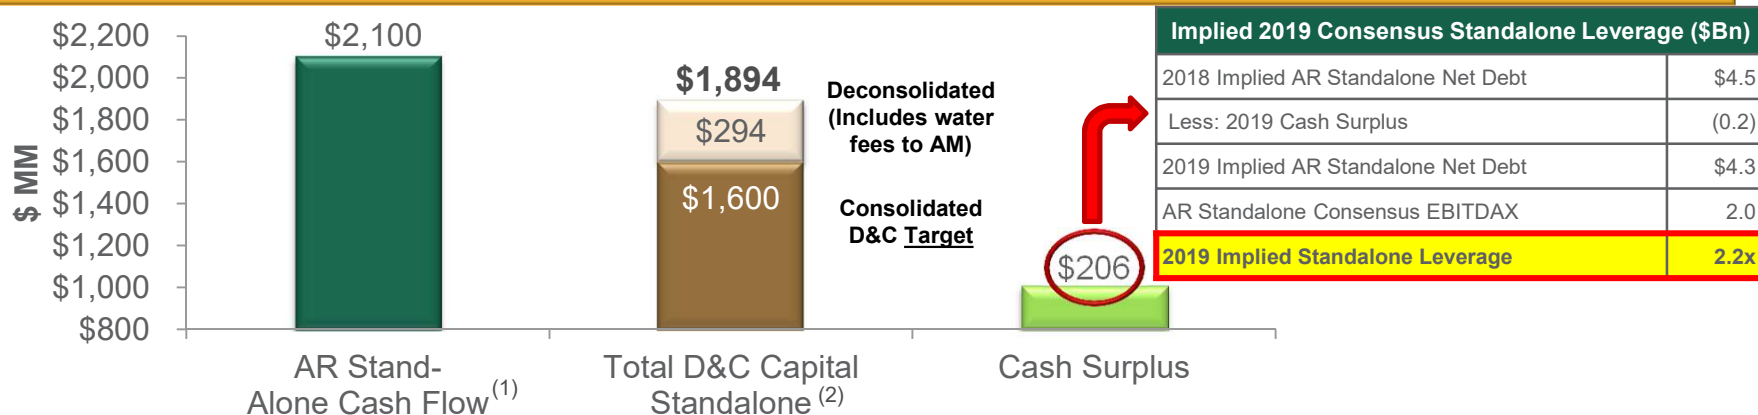 $2,200
$2,000
$1,800
$1,600
$1,400
$1,200
$1,000
$800
$ MM
$2,100
$1,894
$294
$1,600
Deconsolidated
(Includes water
fees to AM)
Consolidated
D&C Target
$206
AR Stand-
Alone Cash Flow (1)
Total D&C Capital
Standalone (2)
Cash Surplus
Implied 2019 Consensus Standalone Leverage ($Bn)
2018 Implied AR Standalone Net Debt $4.5
Less: 2019 Cash Surplus (0.2)
2019 Implied AR Standalone Net Debt $4.3
AR Standalone Consensus EBITDAX 2.0
2019 Implied Standalone Leverage 2.2x